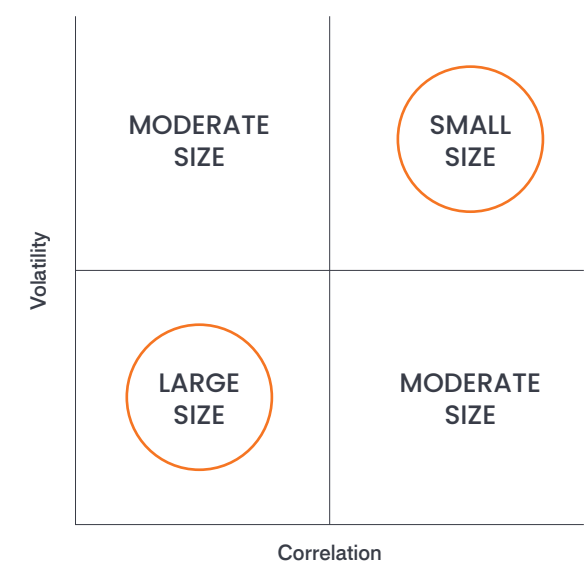 MODERATE
SIZE
SMALL
SIZE
Volatility
LARGE
SIZE
MODERATE
SIZE
Correlation